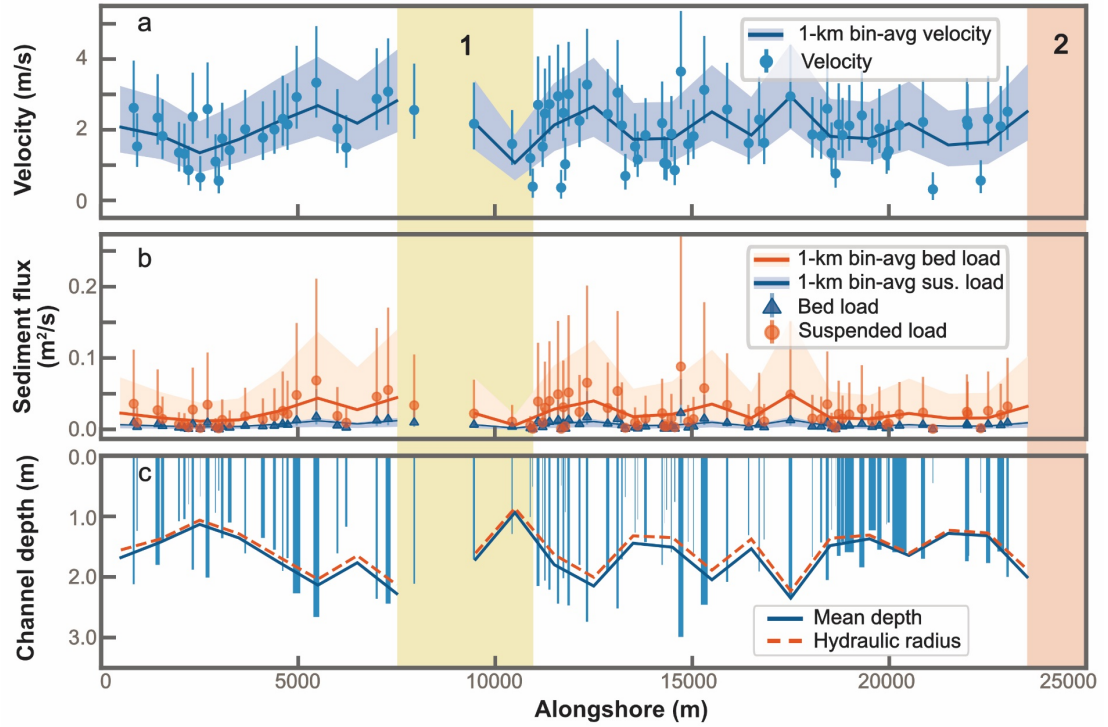 a
1
2
1-km bin-avg velocity
Velocity
Velocity (m/s)
4
2
0
b
1-km bin-avg bed load
1-km bin-avg sus. load
Bed load
Suspended load
Sediment flux
(m²/s)
0.2
0.1
0.0
c
Channel depth (m)
0.0
1.0
2.0
3.0
Mean depth
Hydraulic radius
0
5000
10000
15000
20000
25000
Alongshore (m)